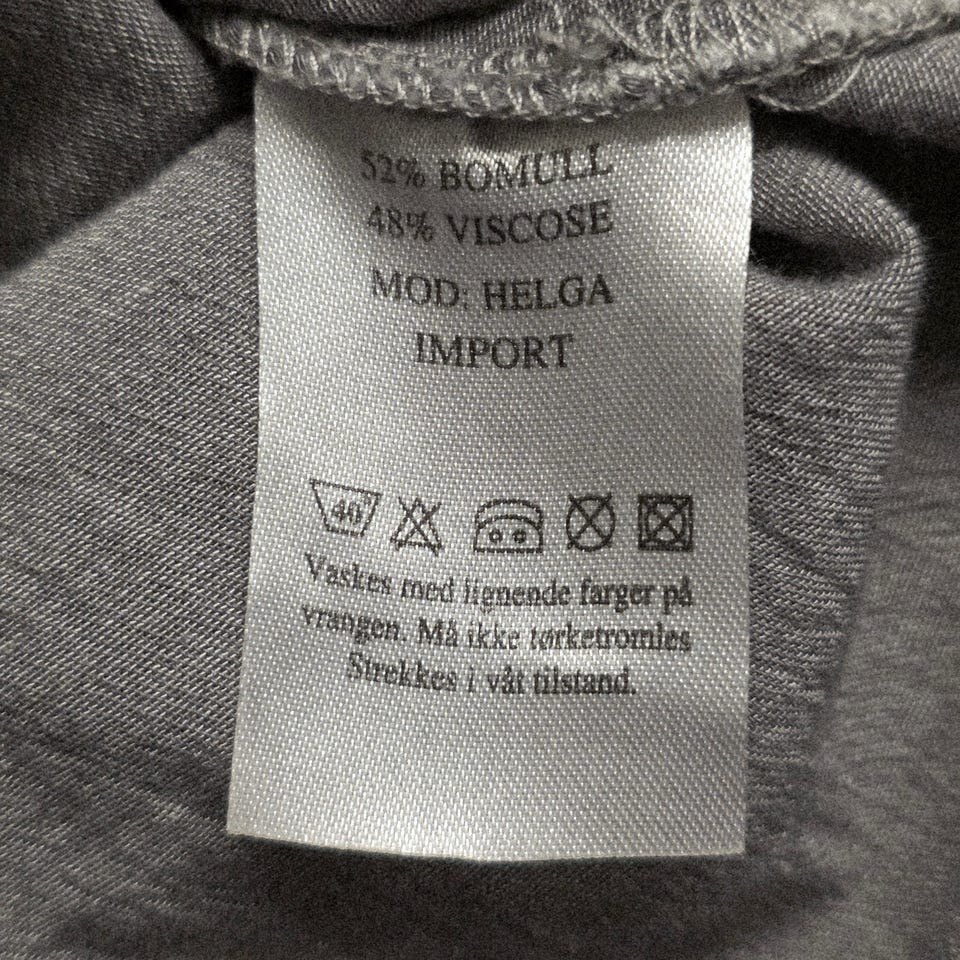 52% BOMULL
48% VISCOSE
MOD: HELGA
IMPORT
40
Vaskes med lignende farger på
vrangen. Må ikke tørketromles
Strekkes i våt tilstand.